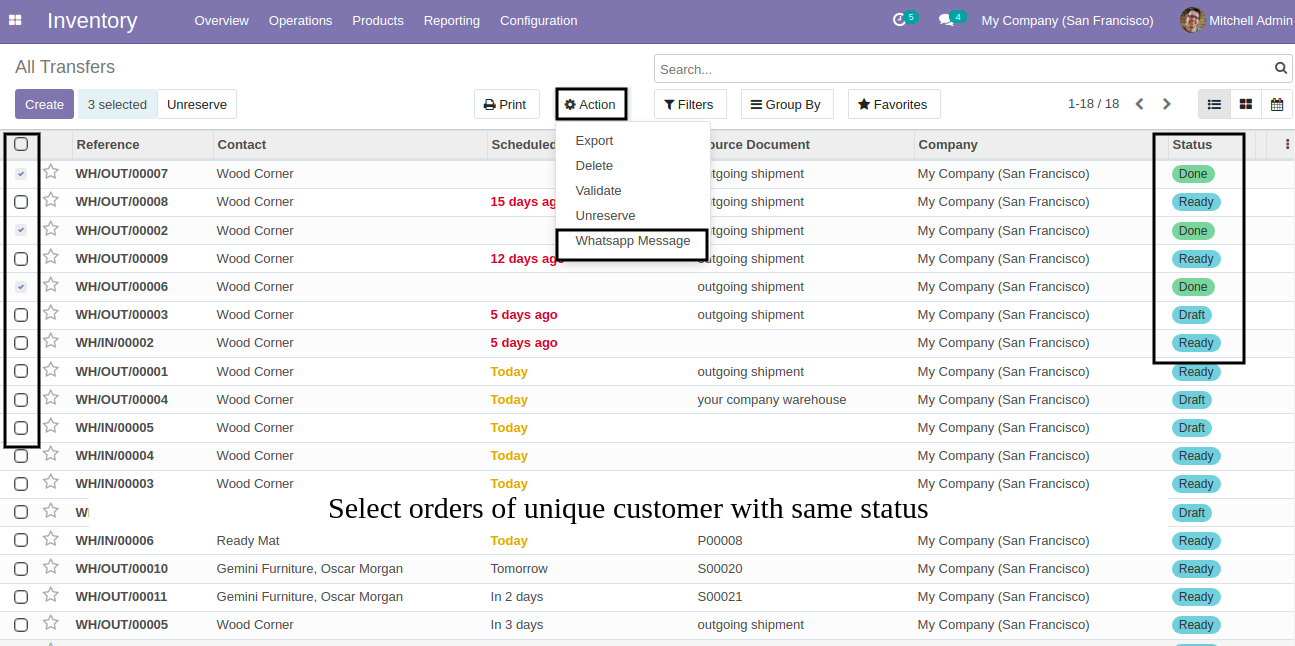 Inventory Overview Operations Products Reporting Configuration 5 4 My Company (San Francisco) Mitchell Admin
All Transfers Search...
Create 3 selected Unreserve Print Action Filters Group By Favorites 1-18 / 18
Reference Contact Scheduled ource Document Company Status
Export
Delete
Validate
Unreserve
Whatsapp Message
WH/OUT/00007 Wood Corner utgoing shipment My Company (San Francisco) Done
WH/OUT/00008 Wood Corner 15 days ag utgoing shipment My Company (San Francisco) Ready
WH/OUT/00002 Wood Corner utgoing shipment My Company (San Francisco) Done
WH/OUT/00009 Wood Corner 12 days ago utgoing shipment My Company (San Francisco) Ready
WH/OUT/00006 Wood Corner outgoing shipment My Company (San Francisco) Done
WH/OUT/00003 Wood Corner 5 days ago outgoing shipment My Company (San Francisco) Draft
WH/IN/00002 Wood Corner 5 days ago My Company (San Francisco) Ready
WH/OUT/00001 Wood Corner Today outgoing shipment My Company (San Francisco) Ready
WH/OUT/00004 Wood Corner Today your company warehouse My Company (San Francisco) Draft
WH/IN/00005 Wood Corner Today My Company (San Francisco) Draft
WH/IN/00004 Wood Corner Today My Company (San Francisco) Ready
WH/IN/00003 Wood Corner Today My Company (San Francisco) Ready
Select orders of unique customer with same status Draft
WH/IN/00006 Ready Mat Today P00008 My Company (San Francisco) Ready
WH/OUT/00010 Gemini Furniture, Oscar Morgan Tomorrow S00020 My Company (San Francisco) Ready
WH/OUT/00011 Gemini Furniture, Oscar Morgan In 2 days S00021 My Company (San Francisco) Ready
WH/OUT/00005 Wood Corner In 3 days outgoing shipment My Company (San Francisco) Ready